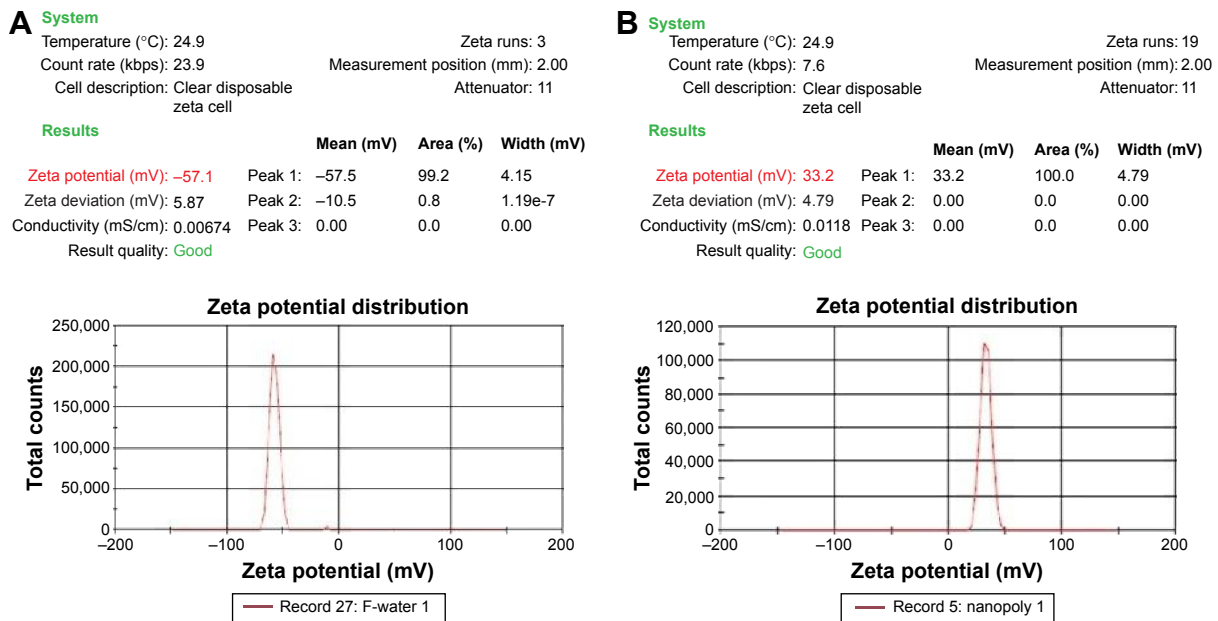 A
System
Temperature (°C): 24.9 Zeta runs: 3
Count rate (kbps): 23.9 Measurement position (mm): 2.00
Cell description: Clear disposable Attenuator: 11
zeta cell
Results
Mean (mV) Area (%) Width (mV)
Zeta potential (mV): –57.1 Peak 1: –57.5 99.2 4.15
Zeta deviation (mV): 5.87 Peak 2: –10.5 0.8 1.19e-7
Conductivity (mS/cm): 0.00674 Peak 3: 0.00 0.0 0.00
Result quality: Good
Zeta potential distribution
Total counts
250,000
200,000
150,000
100,000
50,000
0
–200 –100 0 100 200
Zeta potential (mV)
Record 27: F-water 1
B
System
Temperature (°C): 24.9 Zeta runs: 19
Count rate (kbps): 7.6 Measurement position (mm): 2.00
Cell description: Clear disposable Attenuator: 11
zeta cell
Results
Mean (mV) Area (%) Width (mV)
Zeta potential (mV): 33.2 Peak 1: 33.2 100.0 4.79
Zeta deviation (mV): 4.79 Peak 2: 0.00 0.0 0.00
Conductivity (mS/cm): 0.0118 Peak 3: 0.00 0.0 0.00
Result quality: Good
Zeta potential distribution
Total counts
120,000
100,000
80,000
60,000
40,000
20,000
0
–200 –100 0 100 200
Zeta potential (mV)
Record 5: nanopoly 1